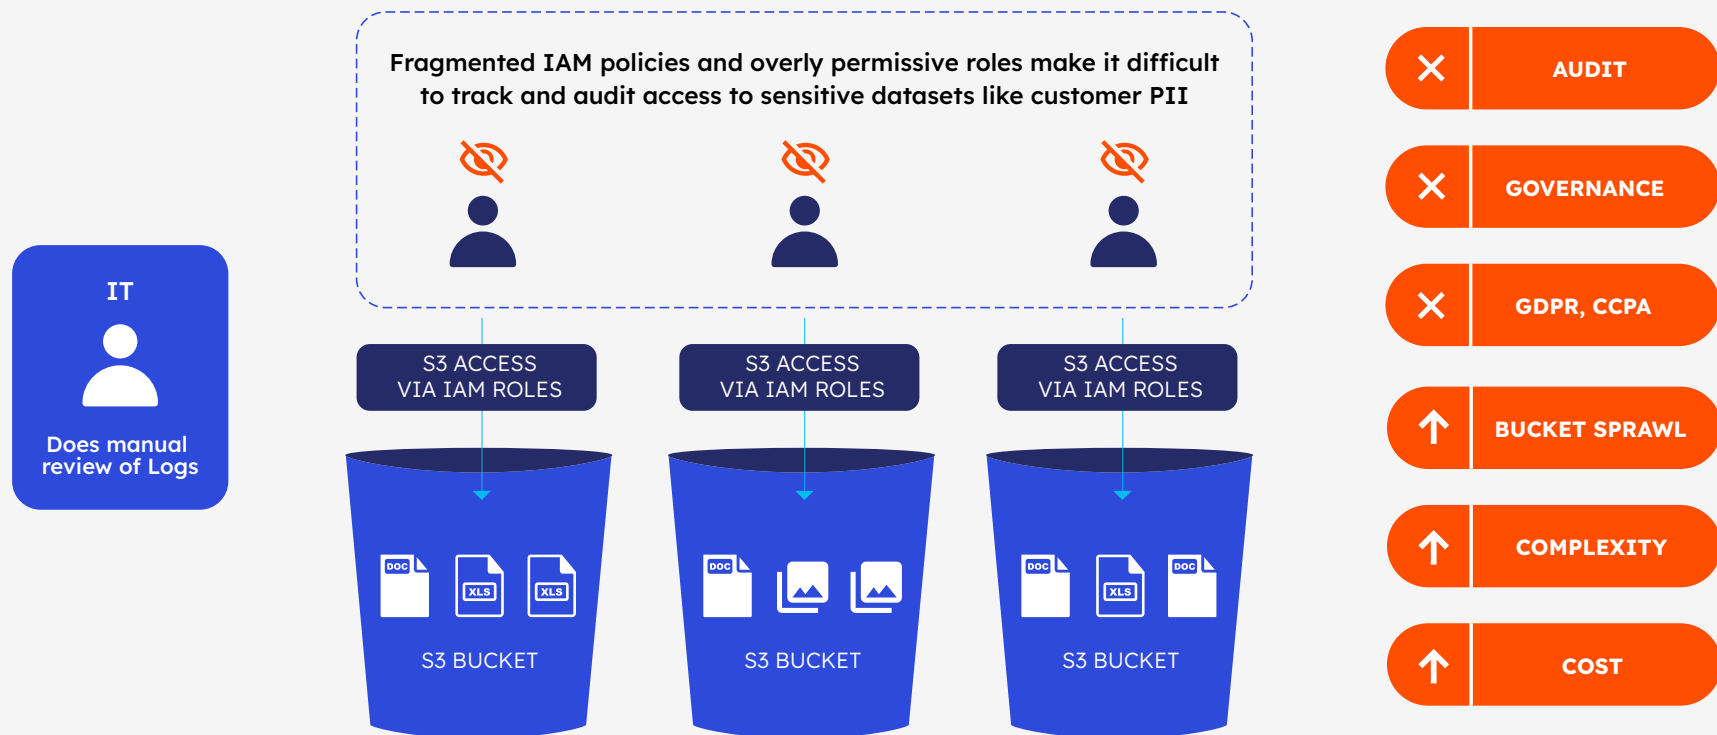 Fragmented IAM policies and overly permissive roles make it difficult
to track and audit access to sensitive datasets like customer PII
IT
Does manual
review of Logs
S3 ACCESS
VIA IAM ROLES
S3 ACCESS
VIA IAM ROLES
S3 ACCESS
VIA IAM ROLES
DOC
XLS
XLS
S3 BUCKET
DOC
S3 BUCKET
DOC
XLS
DOC
S3 BUCKET
AUDIT
GOVERNANCE
GDPR, CCPA
BUCKET SPRAWL
COMPLEXITY
COST